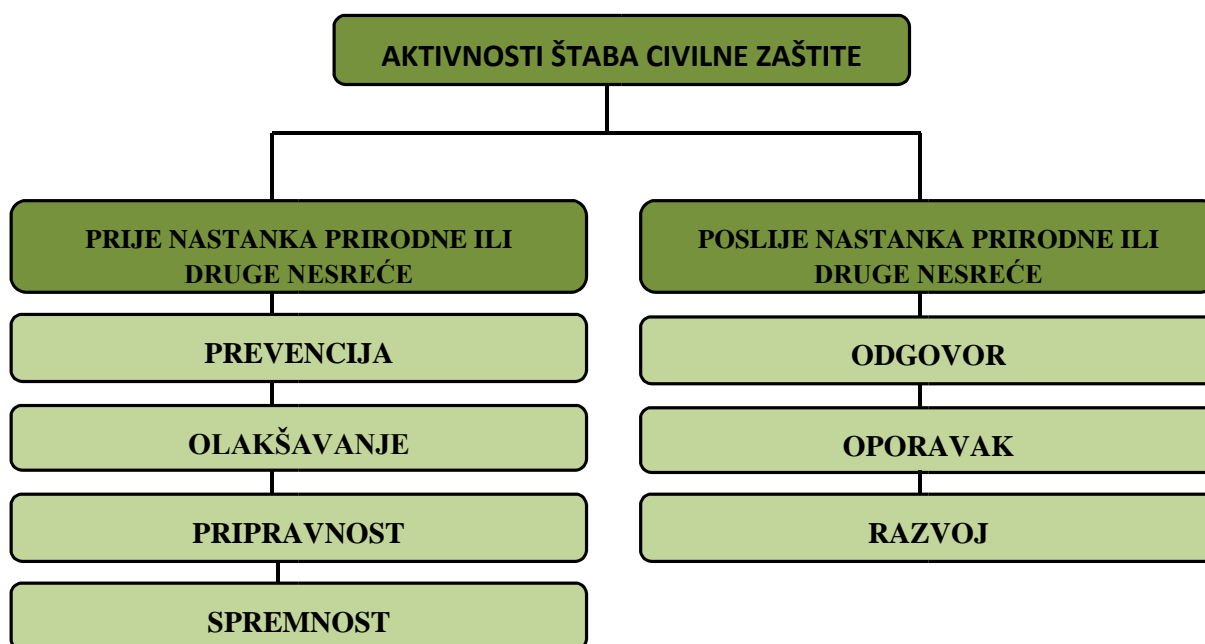 AKTIVNOSTI ŠTABA CIVILNE ZAŠTITE
PRIJE NASTANKA PRIRODNE ILI
DRUGE NESREĆE
PREVENCIJA
OLAKŠAVANJE
PRIPRAVNOST
SPREMNOST
POSLIJE NASTANKA PRIRODNE ILI
DRUGE NESREĆE
ODGOVOR
OPORAVAK
RAZVOJ